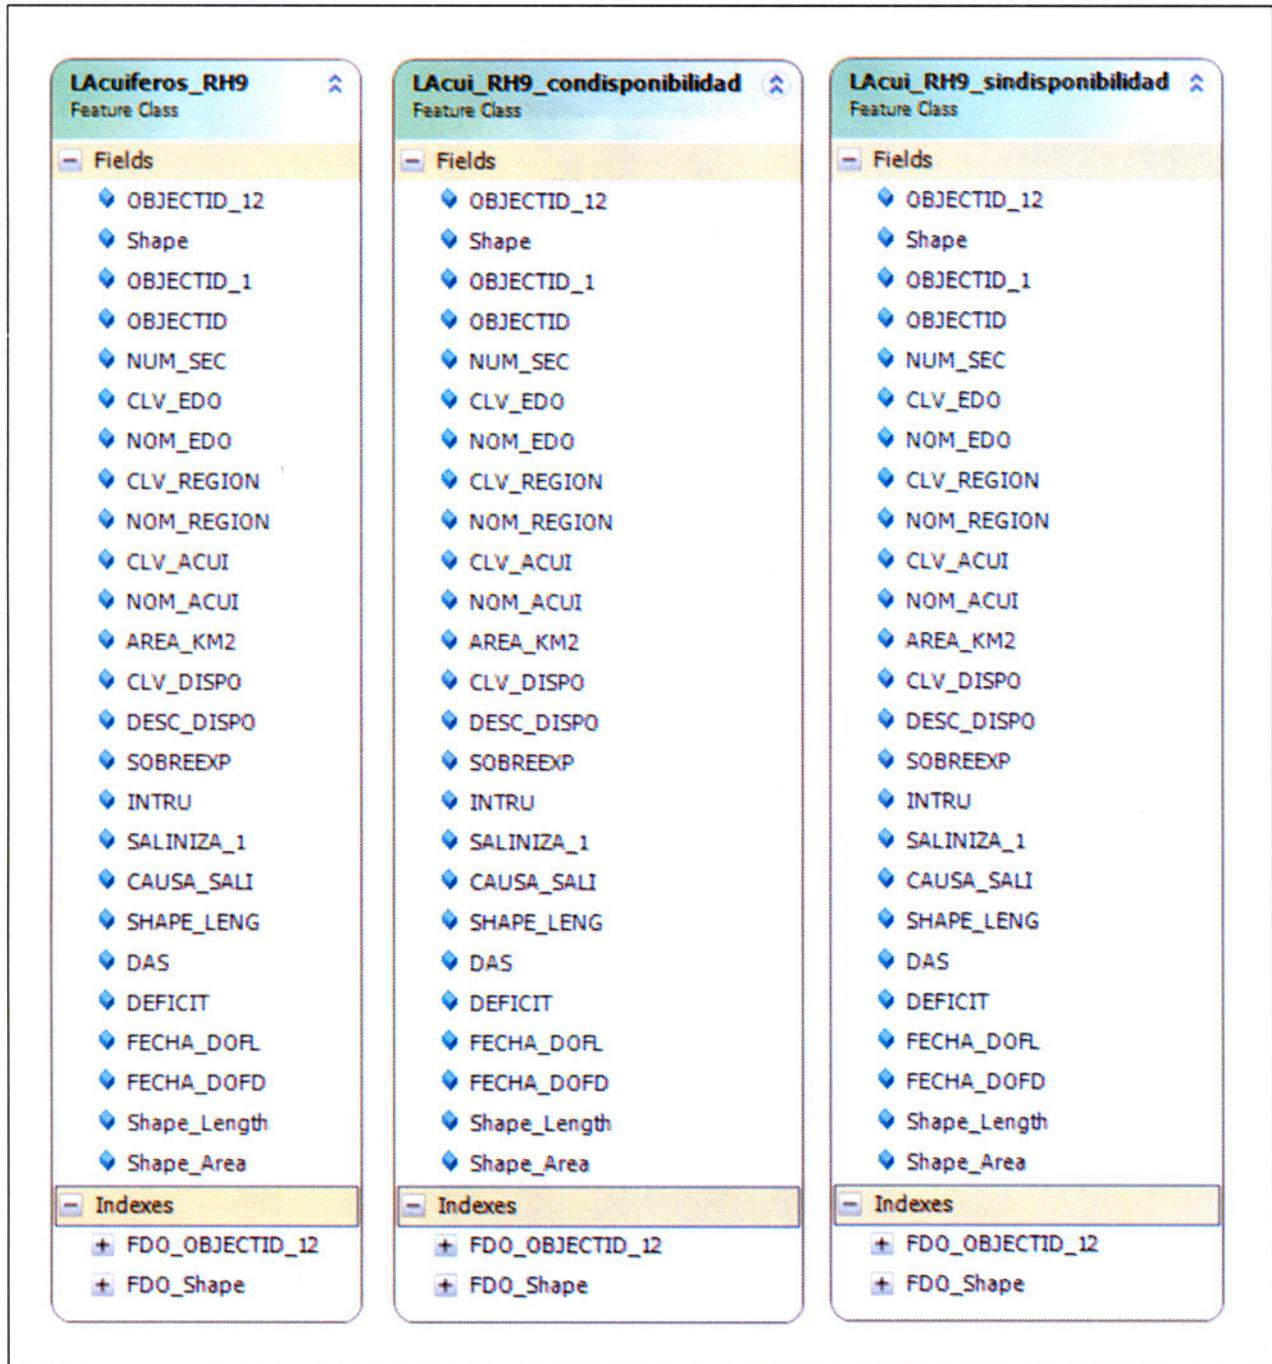 LAcuiferos_RH9
Feature Class
Fields
OBJECTID_12
Shape
OBJECTID_1
OBJECTID
NUM_SEC
CLV_EDO
NOM_EDO
CLV_REGION
NOM_REGION
CLV_ACUI
NOM_ACUI
AREA_KM2
CLV_DISPO
DESC_DISPO
SOBREEXP
INTRU
SALINIZA_1
CAUSA_SALI
SHAPE_LENG
DAS
DEFICIT
FECHA_DOFL
FECHA_DOFD
Shape_Length
Shape_Area
Indexes
FDO_OBJECTID_12
FDO_Shape
LAcui_RH9_condisponibilidad
Feature Class
Fields
OBJECTID_12
Shape
OBJECTID_1
OBJECTID
NUM_SEC
CLV_EDO
NOM_EDO
CLV_REGION
NOM_REGION
CLV_ACUI
NOM_ACUI
AREA_KM2
CLV_DISPO
DESC_DISPO
SOBREEXP
INTRU
SALINIZA_1
CAUSA_SALI
SHAPE_LENG
DAS
DEFICIT
FECHA_DOFL
FECHA_DOFD
Shape_Length
Shape_Area
Indexes
FDO_OBJECTID_12
FDO_Shape
LAcui_RH9_sindisponibilidad
Feature Class
Fields
OBJECTID_12
Shape
OBJECTID_1
OBJECTID
NUM_SEC
CLV_EDO
NOM_EDO
CLV_REGION
NOM_REGION
CLV_ACUI
NOM_ACUI
AREA_KM2
CLV_DISPO
DESC_DISPO
SOBREEXP
INTRU
SALINIZA_1
CAUSA_SALI
SHAPE_LENG
DAS
DEFICIT
FECHA_DOFL
FECHA_DOFD
Shape_Length
Shape_Area
Indexes
FDO_OBJECTID_12
FDO_Shape